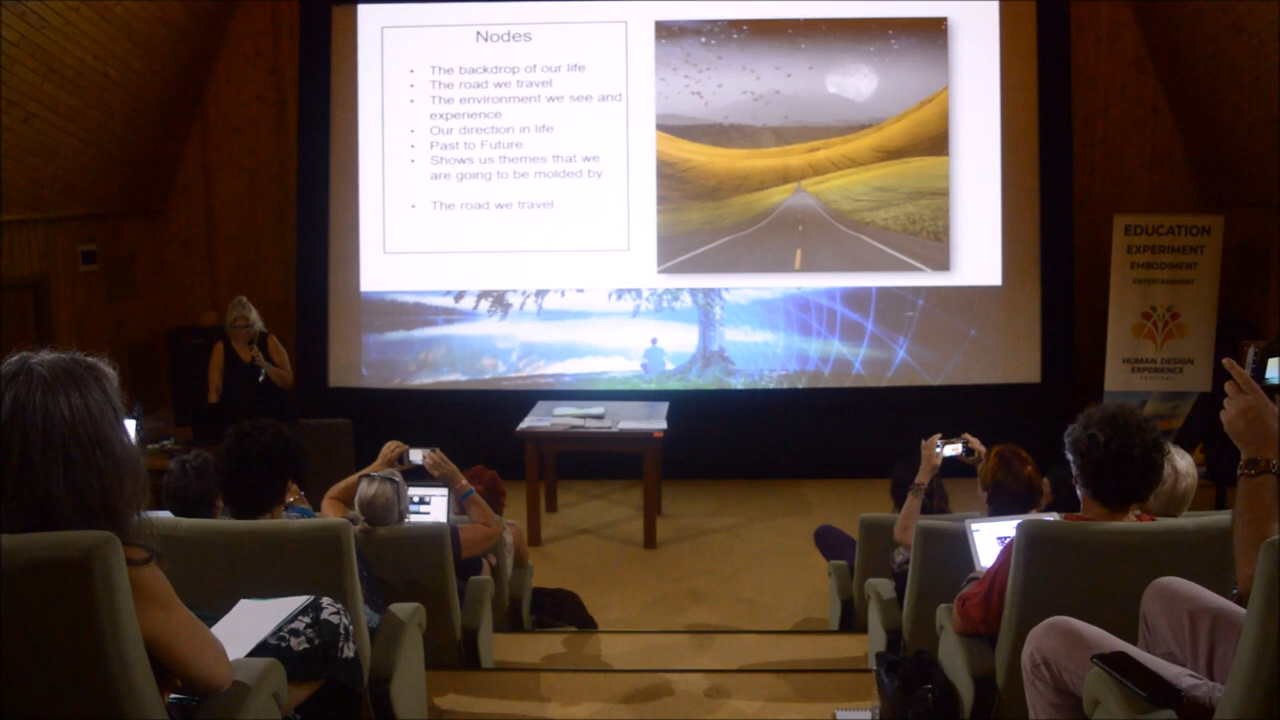 Nodes
• The backdrop of our life
• The road we travel
• The environment we see and
experience
• Our direction in life
• Past to Future
• Shows us themes that we
are going to be molded by
• The road we travel
EDUCATION
EXPERIMENT
EMBODIMENT
ENTERTAINMENT
HUMAN DESIGN
EXPERIENCE
FESTIVAL